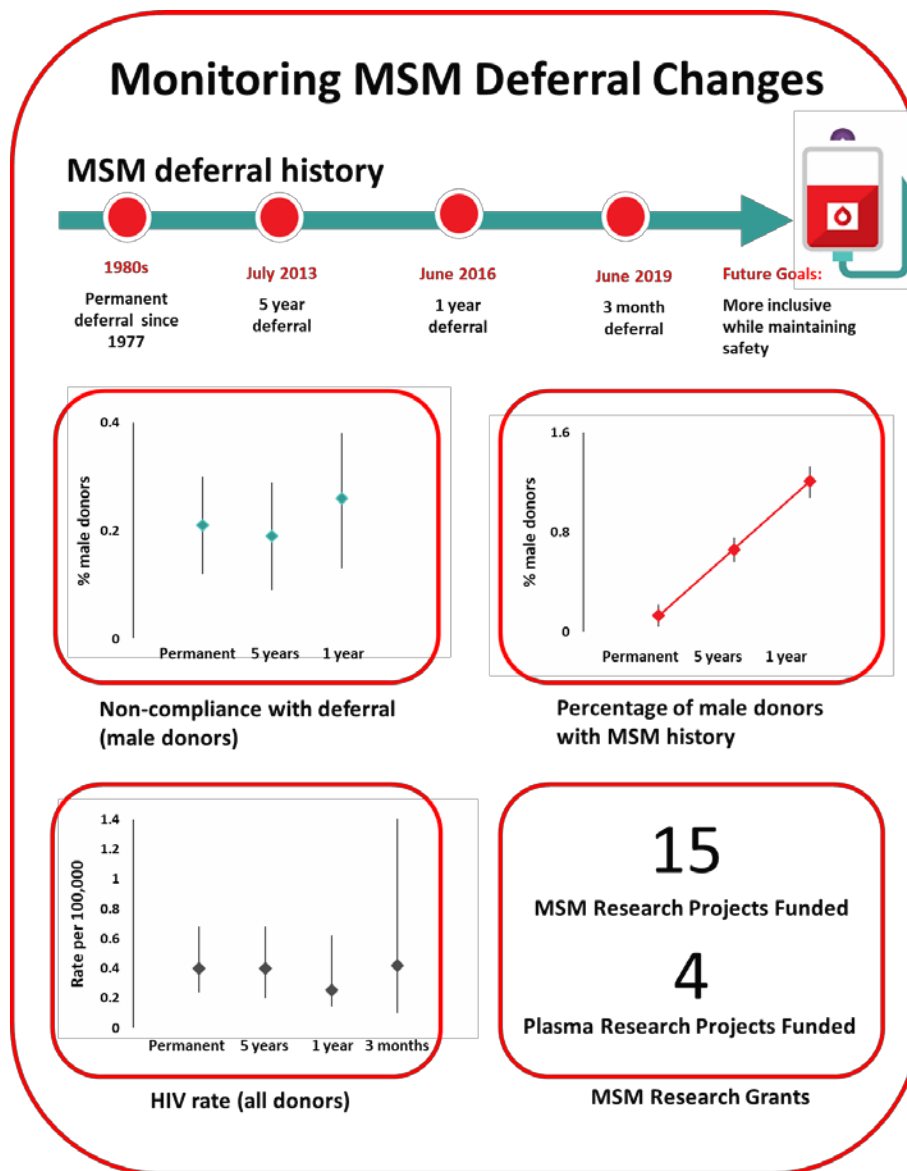 Monitoring MSM Deferral Changes
MSM deferral history
1980s
Permanent
deferral since
1977
July 2013
5 year
deferral
June 2016
1 year
deferral
June 2019
3 month
deferral
Future Goals:
More inclusive
while maintaining
safety
0.4
0.2
0
% male donors
Permanent 5 years 1 year
Non-compliance with deferral
(male donors)
1.6
0.8
0
% male donors
Permanent 5 years 1 year
Percentage of male donors
with MSM history
1.4
1.2
1
0.8
0.6
0.4
0.2
0
Rate per 100,000
Permanent 5 years 1 year 3 months
HIV rate (all donors)
15
MSM Research Projects Funded
4
Plasma Research Projects Funded
MSM Research Grants